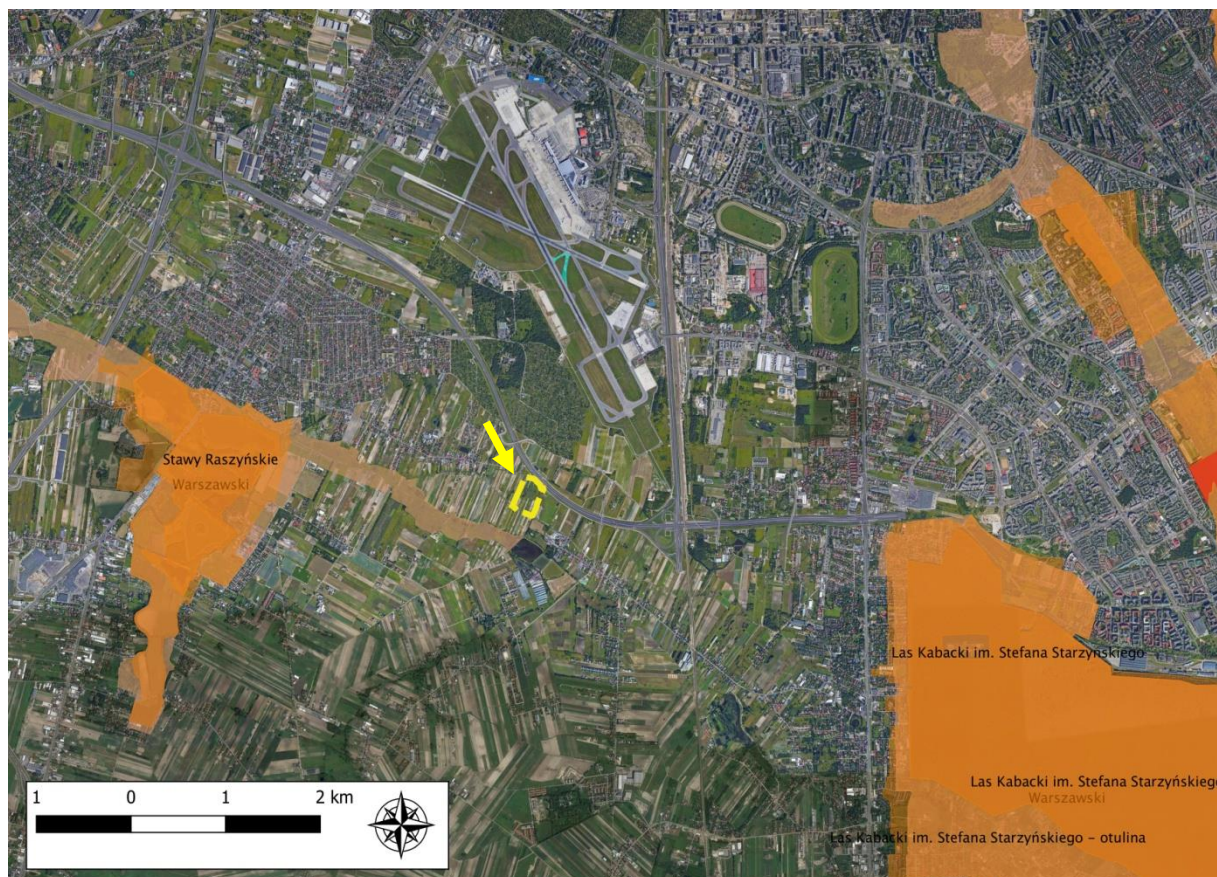 Stawy Raszyńskie
Warszawski
Las Kabacki im. Stefana Starzyńskiego
Las Kabacki im. Stefana Starzyńskiego
Warszawski
Las Kabacki im. Stefana Starzyńskiego - otulina
1 0 1 2 km